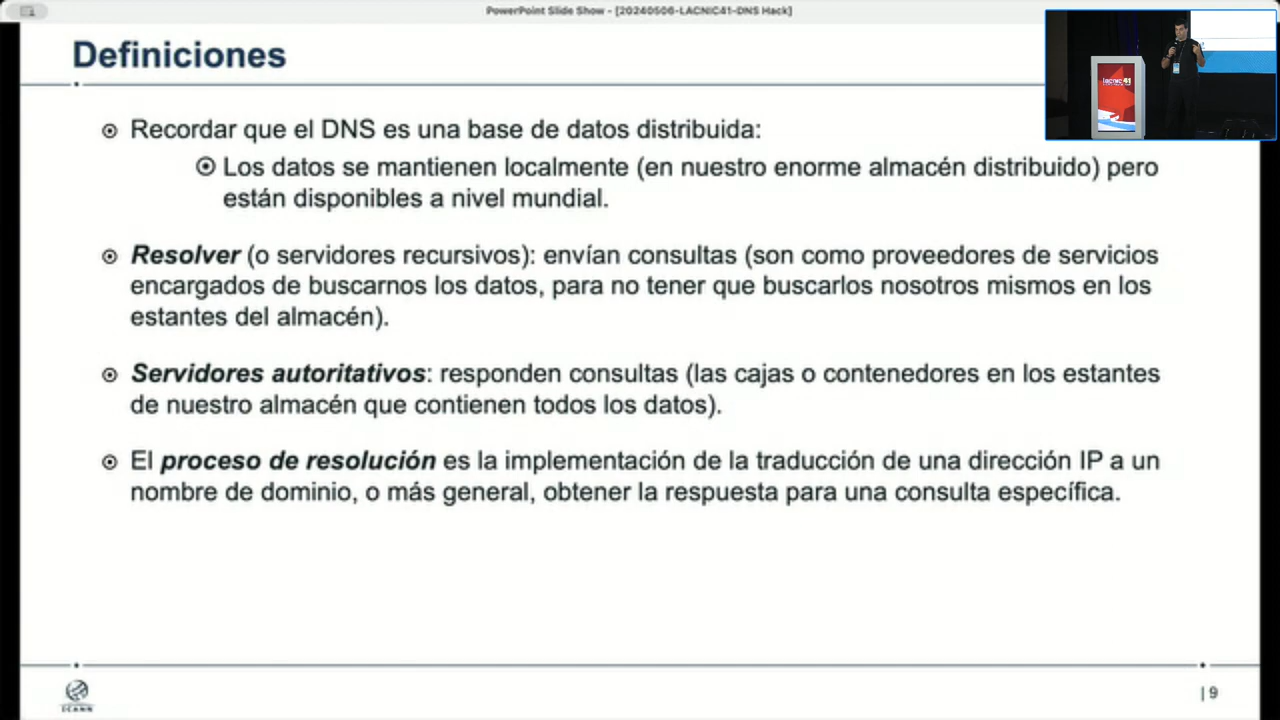 PowerPoint Slide Show - [20240506-LACNIC41-DNS Hack]
Definiciones
Recordar que el DNS es una base de datos distribuida:
Los datos se mantienen localmente (en nuestro enorme almacén distribuido) pero
están disponibles a nivel mundial.
Resolver (o servidores recursivos): envían consultas (son como proveedores de servicios
encargados de buscarnos los datos, para no tener que buscarlos nosotros mismos en los
estantes del almacén).
Servidores autoritativos: responden consultas (las cajas o contenedores en los estantes
de nuestro almacén que contienen todos los datos).
El proceso de resolución es la implementación de la traducción de una dirección IP a un
nombre de dominio, o más general, obtener la respuesta para una consulta específica.
lacnic 41
ICANN
| 9